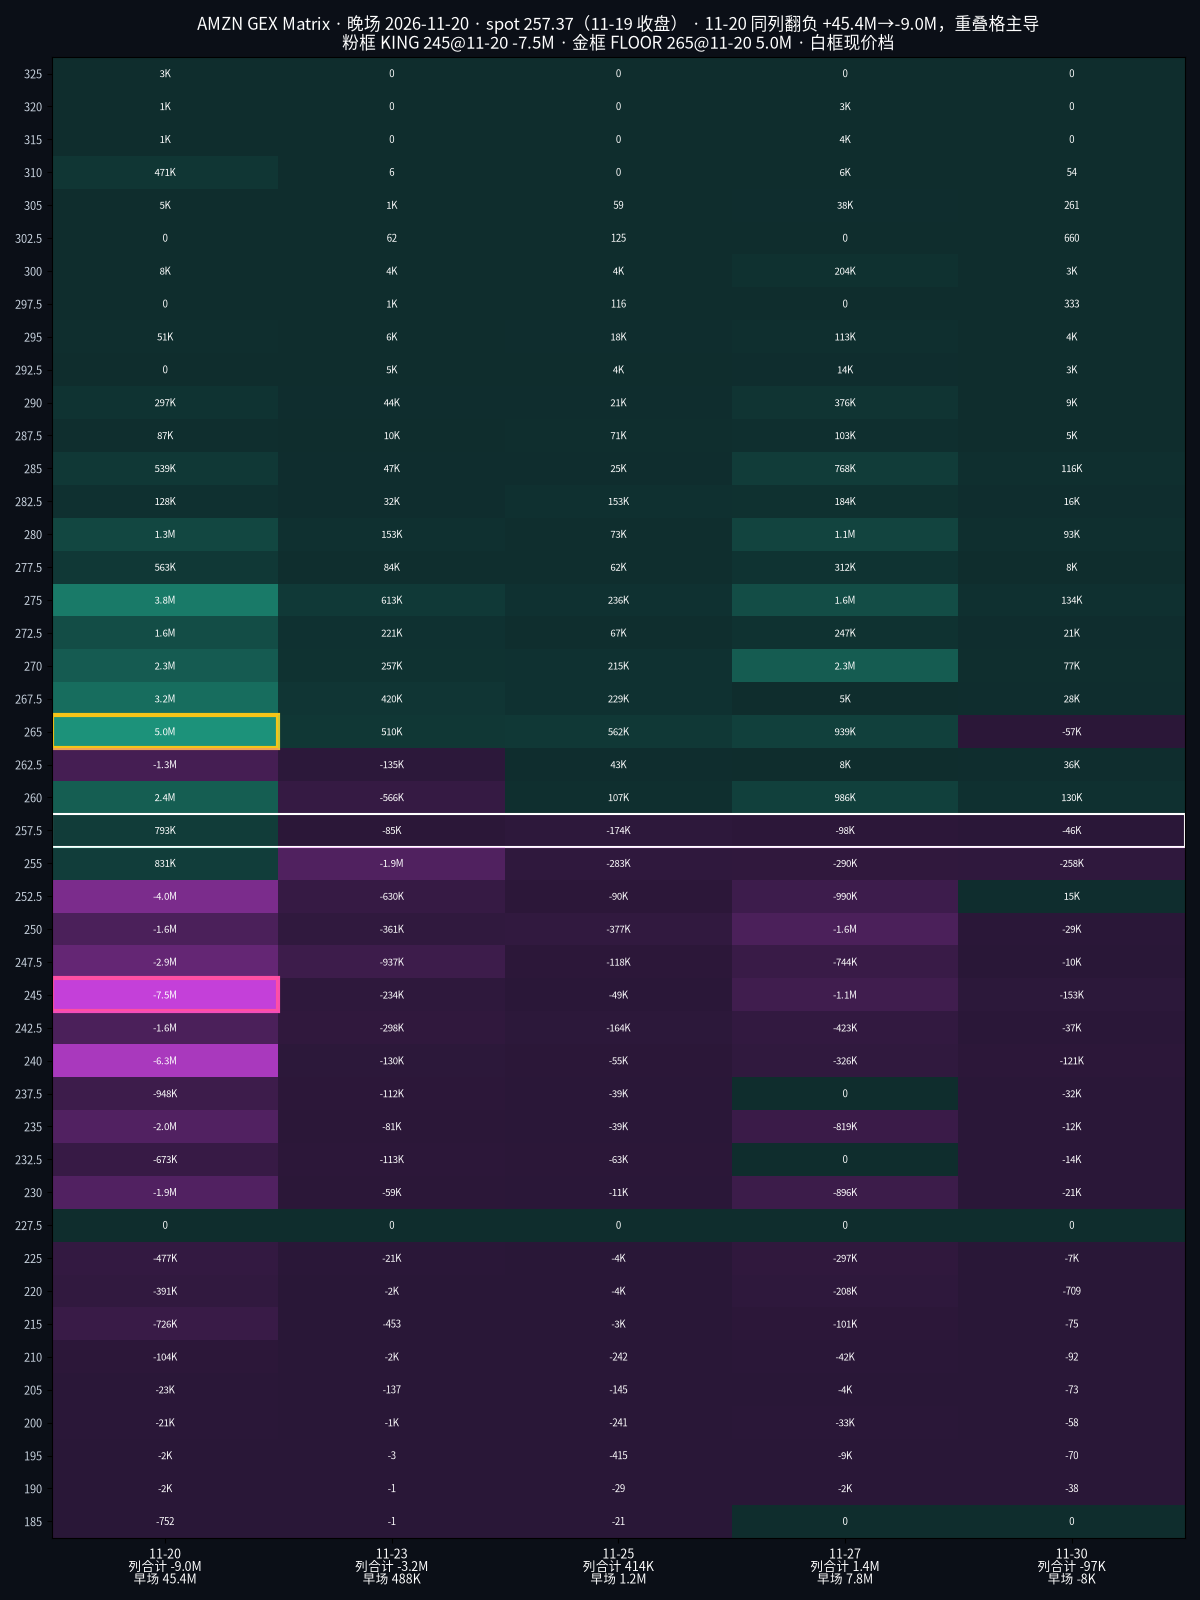 AMZN GEX Matrix · 晚场 2026-11-20 · spot 257.37（11-19 收盘） · 11-20 同列翻负 +45.4M→-9.0M，重叠格主导
粉框 KING 245@11-20 -7.5M · 金框 FLOOR 265@11-20 5.0M · 白框现价档
325 3K 0 0 0 0
320 1K 0 0 3K 0
315 1K 0 0 4K 0
310 471K 6 0 6K 54
305 5K 1K 59 38K 261
302.5 0 62 125 0 660
300 8K 4K 4K 204K 3K
297.5 0 1K 116 0 333
295 51K 6K 18K 113K 4K
292.5 0 5K 4K 14K 3K
290 297K 44K 21K 376K 9K
287.5 87K 10K 71K 103K 5K
285 539K 47K 25K 768K 116K
282.5 128K 32K 153K 184K 16K
280 1.3M 153K 73K 1.1M 93K
277.5 563K 84K 62K 312K 8K
275 3.8M 613K 236K 1.6M 134K
272.5 1.6M 221K 67K 247K 21K
270 2.3M 257K 215K 2.3M 77K
267.5 3.2M 420K 229K 5K 28K
265 5.0M 510K 562K 939K -57K
262.5 -1.3M -135K 43K 8K 36K
260 2.4M -566K 107K 986K 130K
257.5 793K -85K -174K -98K -46K
255 831K -1.9M -283K -290K -258K
252.5 -4.0M -630K -90K -990K 15K
250 -1.6M -361K -377K -1.6M -29K
247.5 -2.9M -937K -118K -744K -10K
245 -7.5M -234K -49K -1.1M -153K
242.5 -1.6M -298K -164K -423K -37K
240 -6.3M -130K -55K -326K -121K
237.5 -948K -112K -39K 0 -32K
235 -2.0M -81K -39K -819K -12K
232.5 -673K -113K -63K 0 -14K
230 -1.9M -59K -11K -896K -21K
227.5 0 0 0 0 0
225 -477K -21K -4K -297K -7K
220 -391K -2K -4K -208K -709
215 -726K -453 -3K -101K -75
210 -104K -2K -242 -42K -92
205 -23K -137 -145 -4K -73
200 -21K -1K -241 -33K -58
195 -2K -3 -415 -9K -70
190 -2K -1 -29 -2K -38
185 -752 -1 -21 0 0
11-20 11-23 11-25 11-27 11-30
列合计 -9.0M 列合计 -3.2M 列合计 414K 列合计 1.4M 列合计 -97K
早场 45.4M 早场 488K 早场 1.2M 早场 7.8M 早场 -8K